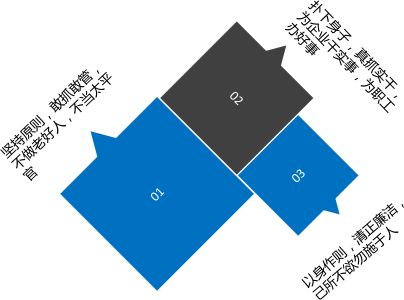 01
坚持原则，敢抓敢管，
不做老好人，不当太平
官
02
扑下身子，真抓实干，
为企业干实事，为职工
办好事
03
以身作则，清正廉洁，
己所不欲勿施于人